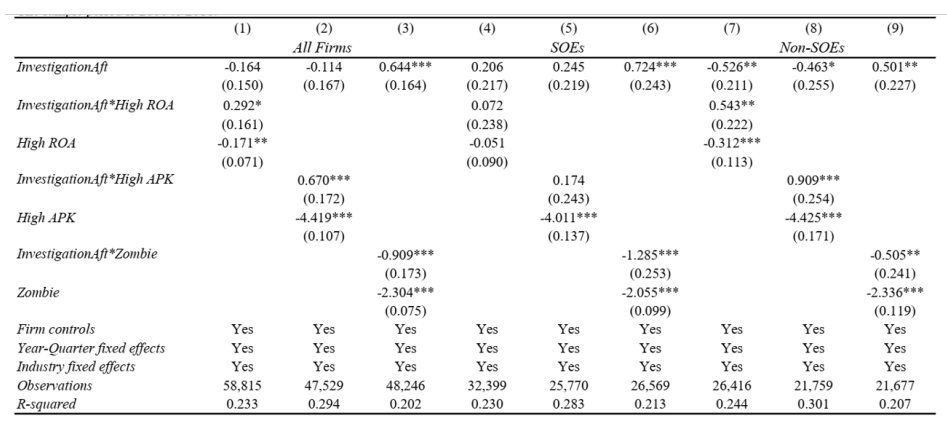 (1) (2) (3) (4) (5) (6) (7) (8) (9)
All Firms SOEs Non-SOEs
InvestigationAft -0.164 -0.114 0.644*** 0.206 0.245 0.724*** -0.526** -0.463* 0.501**
(0.150) (0.167) (0.164) (0.217) (0.219) (0.243) (0.211) (0.255) (0.227)
InvestigationAft*High ROA 0.292* 0.072 0.543**
(0.161) (0.238) (0.222)
High ROA -0.171** -0.051 -0.312***
(0.071) (0.090) (0.113)
InvestigationAft*High APK 0.670*** 0.174 0.909***
(0.172) (0.243) (0.254)
High APK -4.419*** -4.011*** -4.425***
(0.107) (0.137) (0.171)
InvestigationAft*Zombie -0.909*** -1.285*** -0.505**
(0.173) (0.253) (0.241)
Zombie -2.304*** -2.055*** -2.336***
(0.075) (0.099) (0.119)
Firm controls Yes Yes Yes Yes Yes Yes Yes Yes Yes
Year-Quarter fixed effects Yes Yes Yes Yes Yes Yes Yes Yes Yes
Industry fixed effects Yes Yes Yes Yes Yes Yes Yes Yes Yes
Observations 58,815 47,529 48,246 32,399 25,770 26,569 26,416 21,759 21,677
R-squared 0.233 0.294 0.202 0.230 0.283 0.213 0.244 0.301 0.207